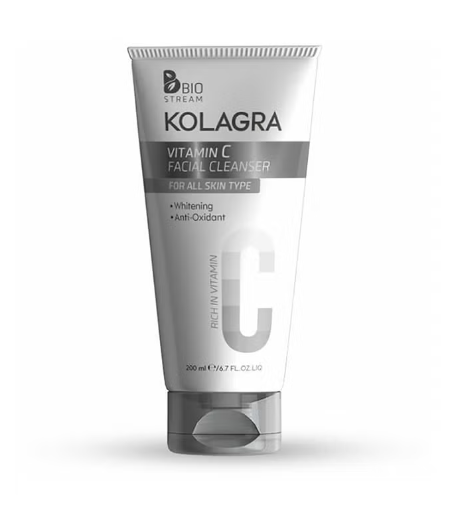 BIO
STREAM
KOLAGRA
VITAMIN C
FACIAL CLEANSER
FOR ALL SKIN TYPE
• Whitening
• Anti-Oxidant
RICH IN VITAMIN
C
200 ml ℮/6.7 FL.OZ.LIQ